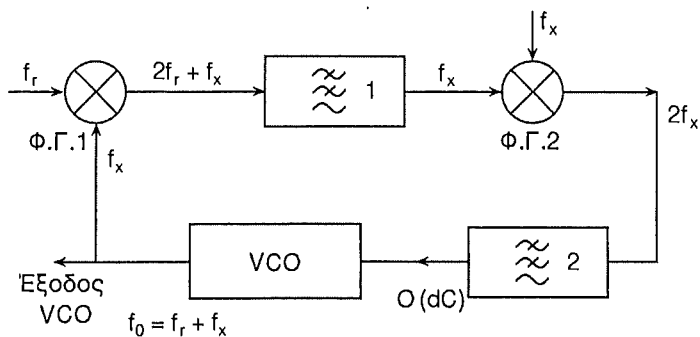 f_x
f_r
2f_r + f_x
1
f_x
Φ.Γ.1
f_x
Φ.Γ.2
2f_x
VCO
2
Έξοδος
VCO
O (dC)
f_0 = f_r + f_x